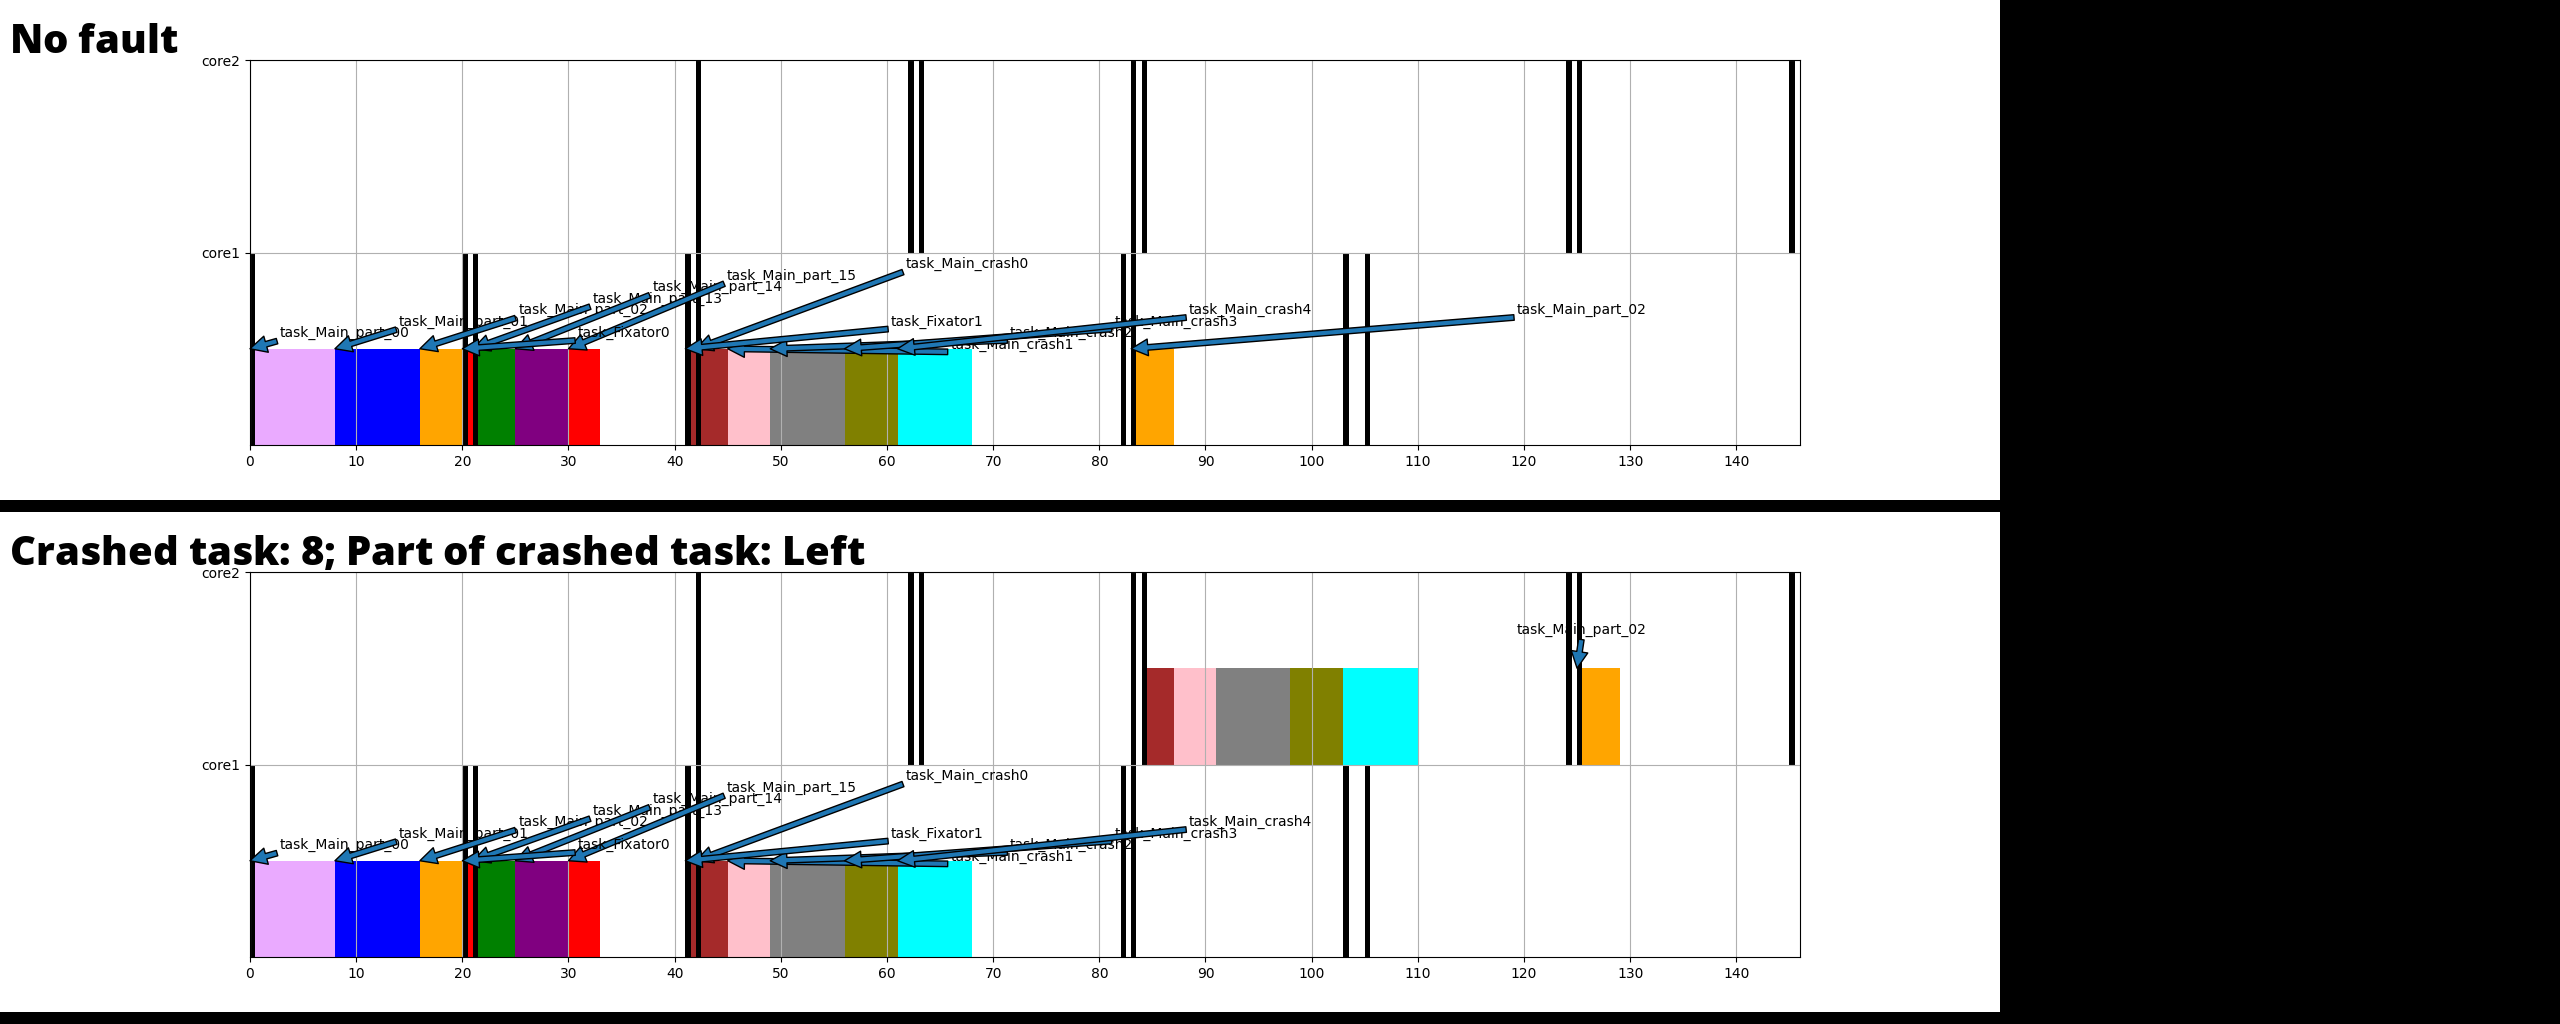 No fault
core2
core1
task_Main_crash0
task_Main_part_15
task_Main_part_14
task_Main_part_13
task_Main_part_02
task_Main_crash4
task_Main_part_02
task_Main_part_01
task_Fixator1
task_Main_crash3
task_Main_part_00
task_Fixator0
task_Main_crash2
task_Main_crash1
0 10 20 30 40 50 60 70 80 90 100 110 120 130 140
Crashed task: 8; Part of crashed task: Left
core2
task_Main_part_02
core1
task_Main_crash0
task_Main_part_15
task_Main_part_14
task_Main_part_13
task_Main_part_02
task_Main_crash4
task_Main_part_01
task_Fixator1
task_Main_crash3
task_Main_part_00
task_Fixator0
task_Main_crash2
task_Main_crash1
0 10 20 30 40 50 60 70 80 90 100 110 120 130 140